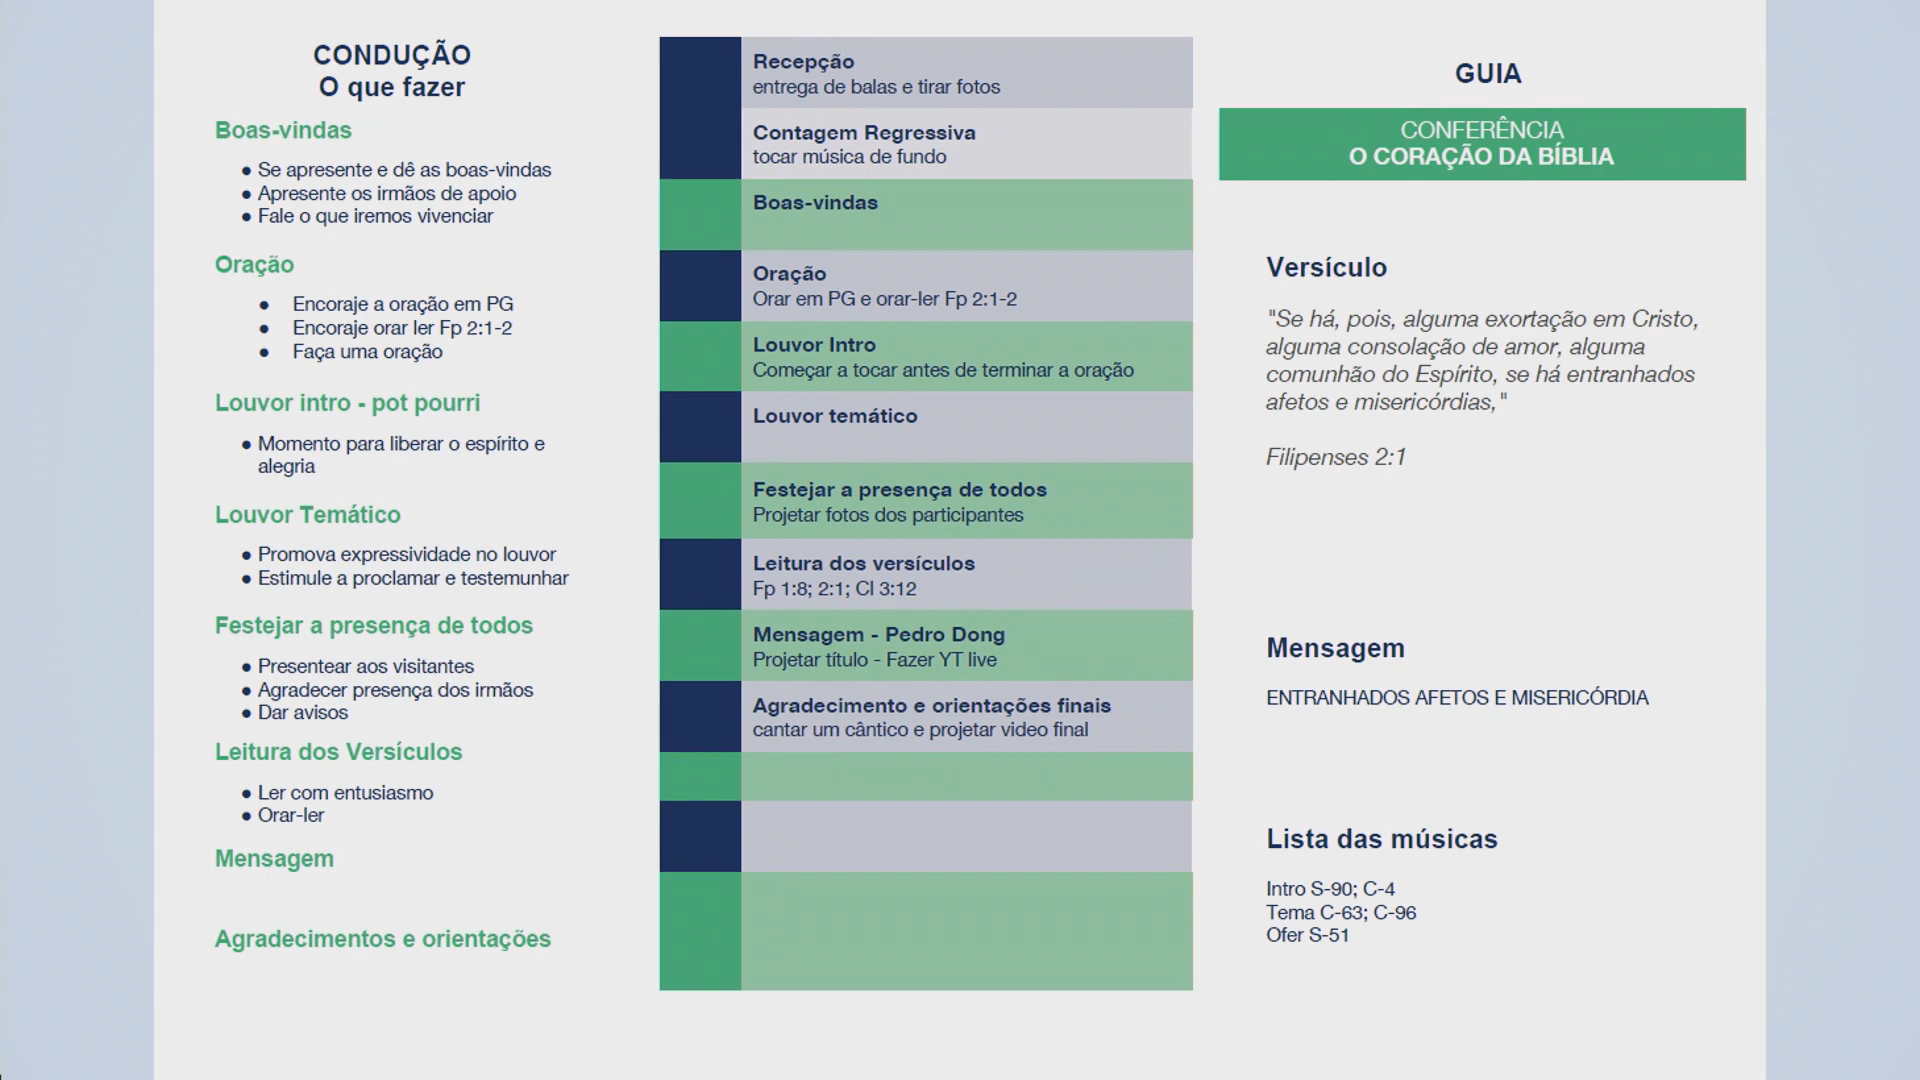 CONDUÇÃO
O que fazer
Boas-vindas
● Se apresente e dê as boas-vindas
● Apresente os irmãos de apoio
● Fale o que iremos vivenciar
Oração
● Encoraje a oração em PG
● Encoraje orar ler Fp 2:1-2
● Faça uma oração
Louvor intro - pot pourri
● Momento para liberar o espírito e
alegria
Louvor Temático
● Promova expressividade no louvor
● Estimule a proclamar e testemunhar
Festejar a presença de todos
● Presentear aos visitantes
● Agradecer presença dos irmãos
● Dar avisos
Leitura dos Versículos
● Ler com entusiasmo
● Orar-ler
Mensagem
Agradecimentos e orientações
Recepção
entrega de balas e tirar fotos
Contagem Regressiva
tocar música de fundo
Boas-vindas
Oração
Orar em PG e orar-ler Fp 2:1-2
Louvor Intro
Começar a tocar antes de terminar a oração
Louvor temático
Festejar a presença de todos
Projetar fotos dos participantes
Leitura dos versículos
Fp 1:8; 2:1; Cl 3:12
Mensagem - Pedro Dong
Projetar título - Fazer YT live
Agradecimento e orientações finais
cantar um cântico e projetar video final
GUIA
CONFERÊNCIA
O CORAÇÃO DA BÍBLIA
Versículo
"Se há, pois, alguma exortação em Cristo,
alguma consolação de amor, alguma
comunhão do Espírito, se há entranhados
afetos e misericórdias,"
Filipenses 2:1
Mensagem
ENTRANHADOS AFETOS E MISERICÓRDIA
Lista das músicas
Intro S-90; C-4
Tema C-63; C-96
Ofer S-51